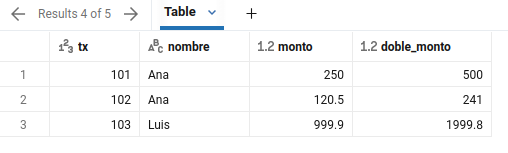 Results 4 of 5 Table
123 tx ABC nombre 1.2 monto 1.2 doble_monto
1 101 Ana 250 500
2 102 Ana 120.5 241
3 103 Luis 999.9 1999.8